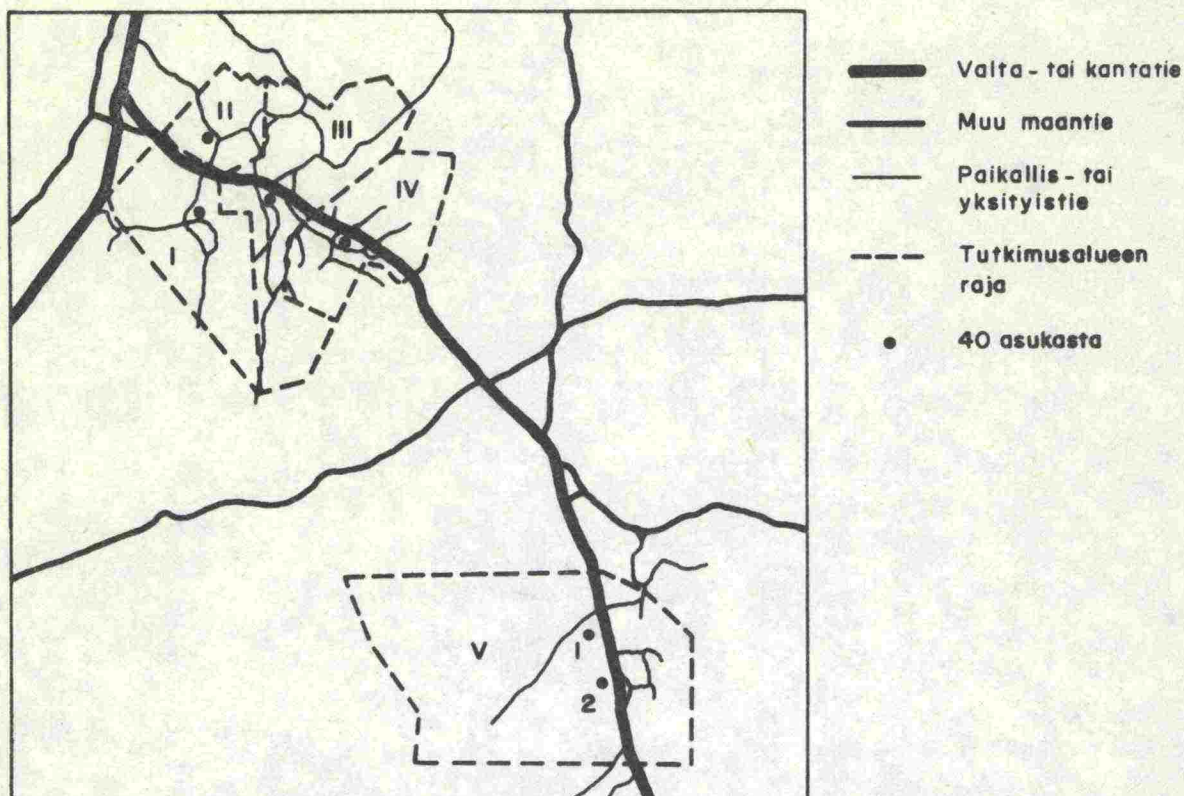 II
III
IV
I
V
1
2
Valta- tai kantatie
Muu maantie
Paikallis- tai
yksityistie
Tutkimusalueen
raja
40 asukasta